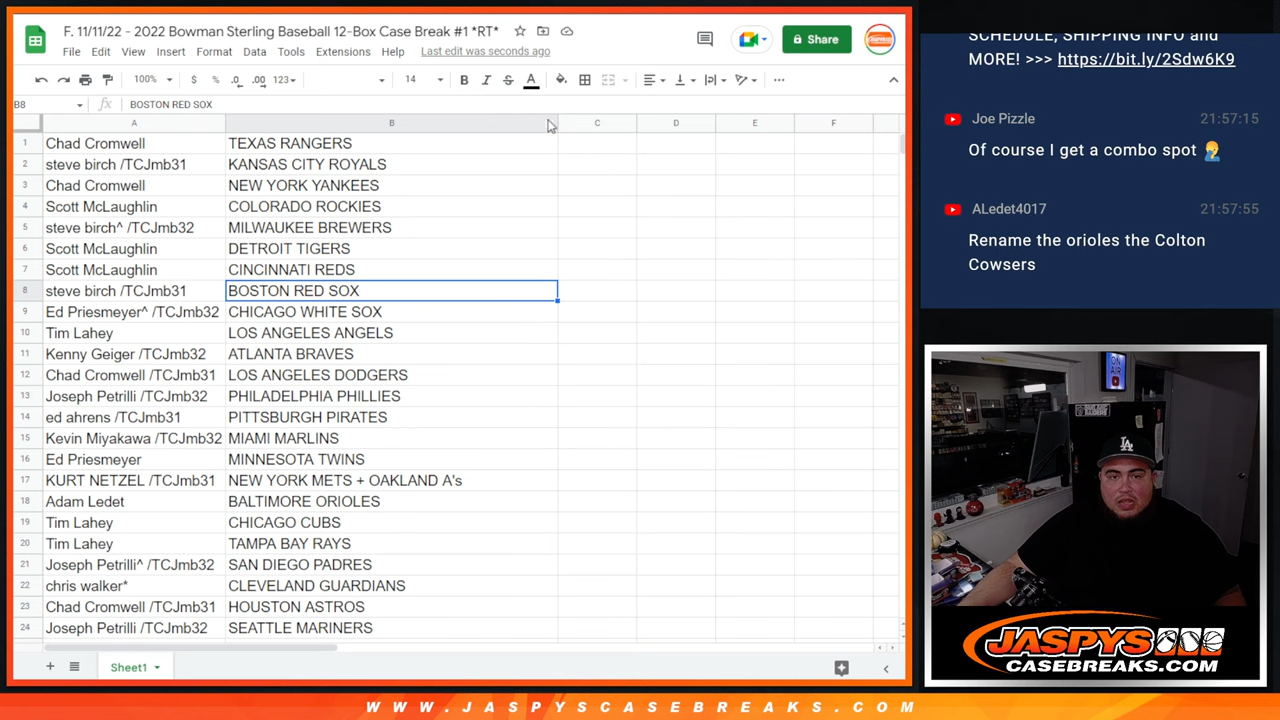 F. 11/11/22 - 2022 Bowman Sterling Baseball 12-Box Case Break #1 *RT*
File Edit View Insert Format Data Tools Extensions Help Last edit was seconds ago
Share
100% $ % .0 .00 123 14 B I S A
B8 fx BOSTON RED SOX
A B C D E F
1 Chad Cromwell TEXAS RANGERS
2 steve birch /TCJmb31 KANSAS CITY ROYALS
3 Chad Cromwell NEW YORK YANKEES
4 Scott McLaughlin COLORADO ROCKIES
5 steve birch^ /TCJmb32 MILWAUKEE BREWERS
6 Scott McLaughlin DETROIT TIGERS
7 Scott McLaughlin CINCINNATI REDS
8 steve birch /TCJmb31 BOSTON RED SOX
9 Ed Priesmeyer^ /TCJmb32 CHICAGO WHITE SOX
10 Tim Lahey LOS ANGELES ANGELS
11 Kenny Geiger /TCJmb32 ATLANTA BRAVES
12 Chad Cromwell /TCJmb31 LOS ANGELES DODGERS
13 Joseph Petrilli /TCJmb32 PHILADELPHIA PHILLIES
14 ed ahrens /TCJmb31 PITTSBURGH PIRATES
15 Kevin Miyakawa /TCJmb32 MIAMI MARLINS
16 Ed Priesmeyer MINNESOTA TWINS
17 KURT NETZEL /TCJmb31 NEW YORK METS + OAKLAND A's
18 Adam Ledet BALTIMORE ORIOLES
19 Tim Lahey CHICAGO CUBS
20 Tim Lahey TAMPA BAY RAYS
21 Joseph Petrilli^ /TCJmb32 SAN DIEGO PADRES
22 chris walker* CLEVELAND GUARDIANS
23 Chad Cromwell /TCJmb31 HOUSTON ASTROS
24 Joseph Petrilli /TCJmb32 SEATTLE MARINERS
Sheet1
SCHEDULE, SHIPPING INFO and
MORE! >>> https://bit.ly/2Sdw6K9
Joe Pizzle 21:57:15
Of course I get a combo spot 🤦‍♂️
ALedet4017 21:57:55
Rename the orioles the Colton
Cowsers
ON AIR
LA
JASPYS
CASEBREAKS.COM
WWW.JASPYSCASEBREAKS.COM